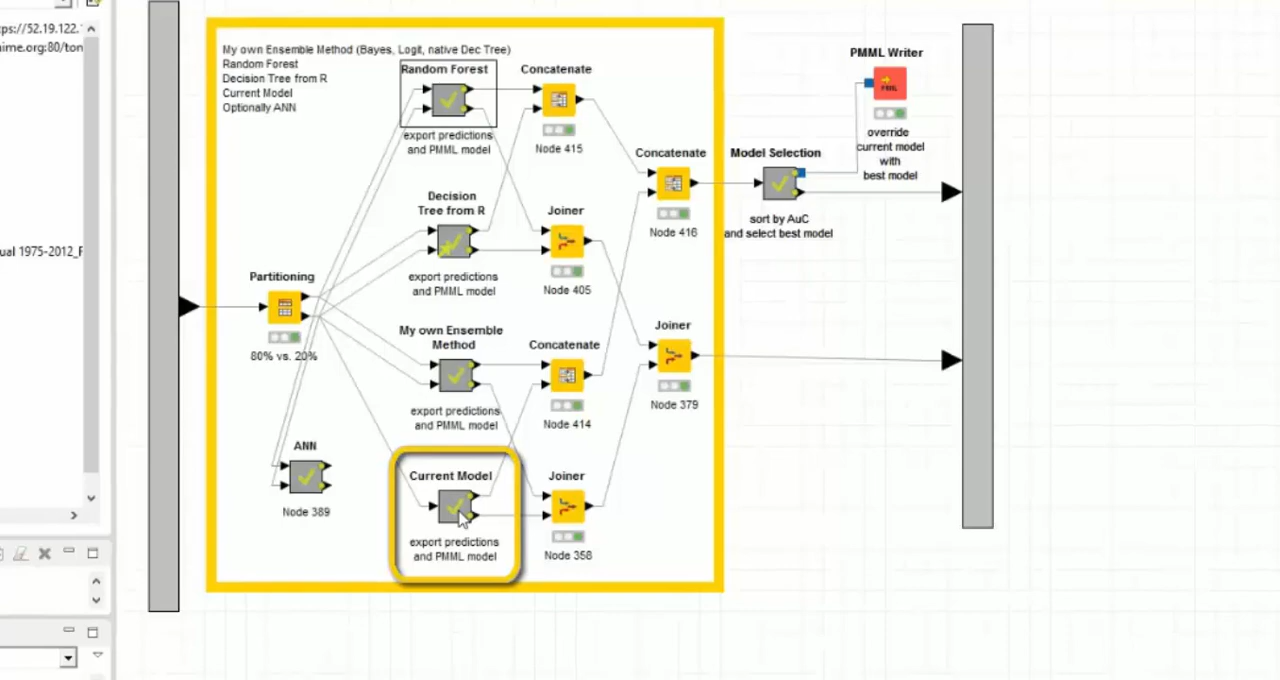 tps://52.19.122.
nime.org:80/ton
ual 1975-2012_F
My own Ensemble Method (Bayes, Logit, native Dec Tree)
Random Forest
Decision Tree from R
Current Model
Optionally ANN
Random Forest
export predictions
and PMML model
Concatenate
Node 415
Decision
Tree from R
export predictions
and PMML model
Joiner
Node 405
Partitioning
80% vs. 20%
My own Ensemble
Method
export predictions
and PMML model
Concatenate
Node 414
ANN
Node 389
Current Model
export predictions
and PMML model
Joiner
Node 358
Concatenate
Node 416
Joiner
Node 379
Model Selection
sort by AuC
and select best model
PMML Writer
PMML
override
current model
with
best model